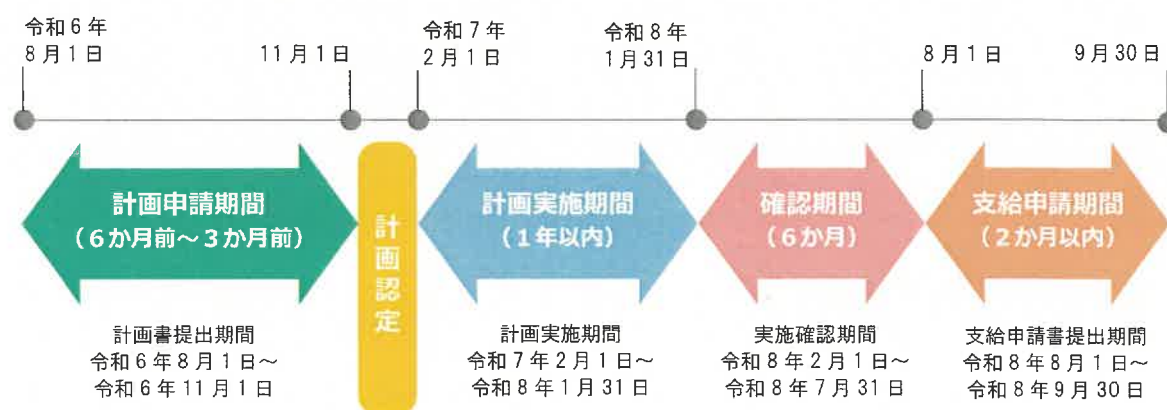 令和６年
８月１日
11月１日
令和７年
２月１日
令和８年
１月31日
８月１日
９月30日
計画申請期間
（６か月前～３か月前）
計画認定
計画実施期間
（１年以内）
確認期間
（６か月）
支給申請期間
（２か月以内）
計画書提出期間
令和６年８月１日～
令和６年11月１日
計画実施期間
令和７年２月１日～
令和８年１月31日
実施確認期間
令和８年２月１日～
令和８年７月31日
支給申請書提出期間
令和８年８月１日～
令和８年９月30日